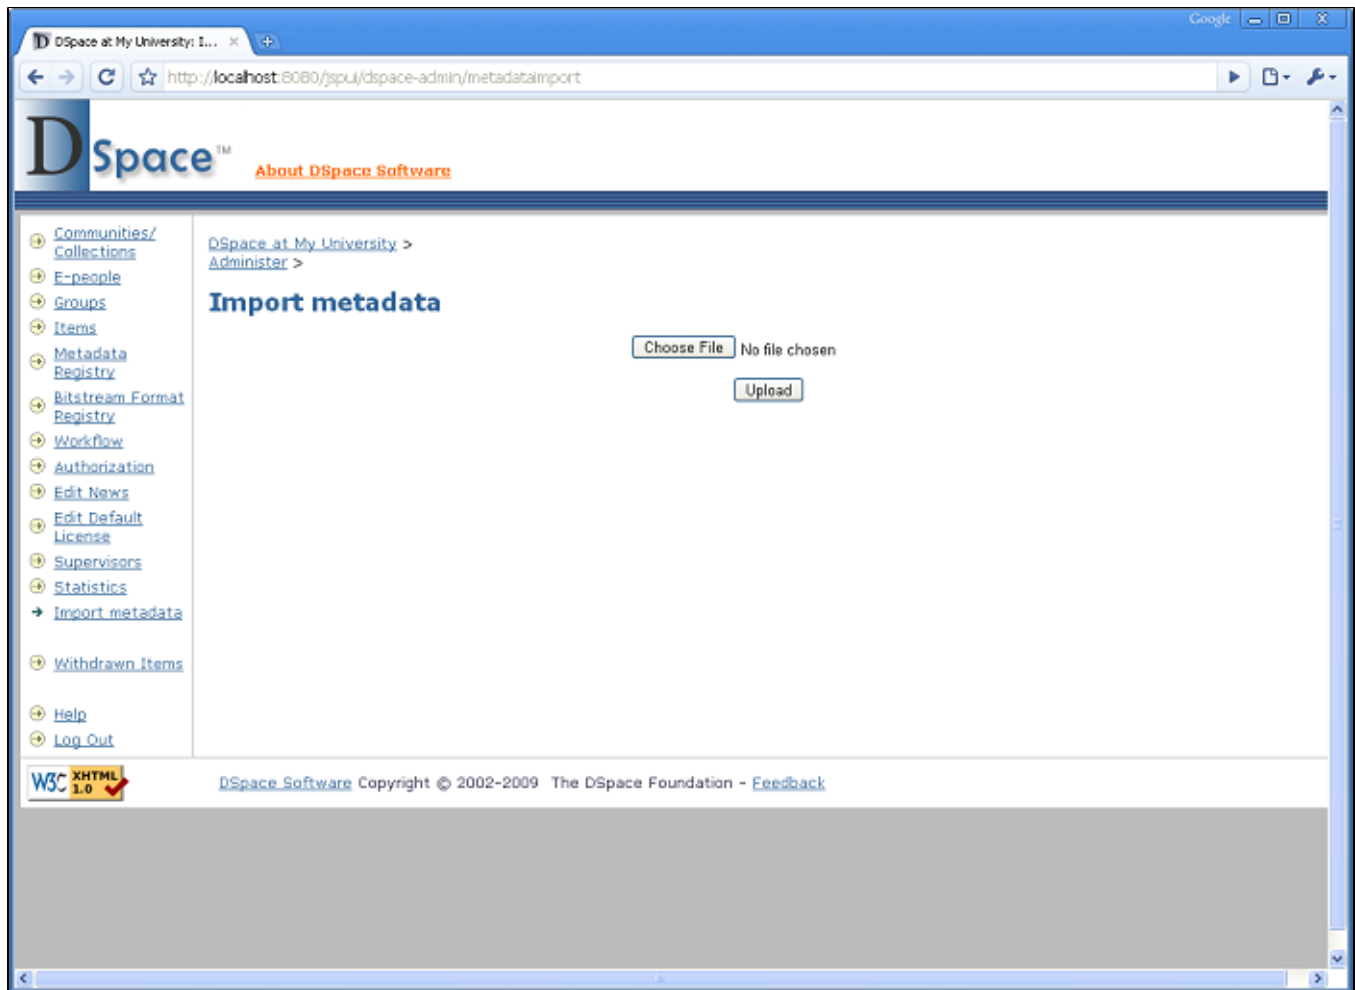 Google
DSpace at My University: I...
http://localhost:8080/jspui/dspace-admin/metadataimport
DSpace™
About DSpace Software
Communities/
Collections
E-people
Groups
Items
Metadata
Registry
Bitstream Format
Registry
Workflow
Authorization
Edit News
Edit Default
License
Supervisors
Statistics
Import metadata
Withdrawn Items
Help
Log Out
DSpace at My University >
Administer >
Import metadata
Choose File No file chosen
Upload
W3C XHTML
1.0
DSpace Software Copyright © 2002-2009 The DSpace Foundation - Feedback